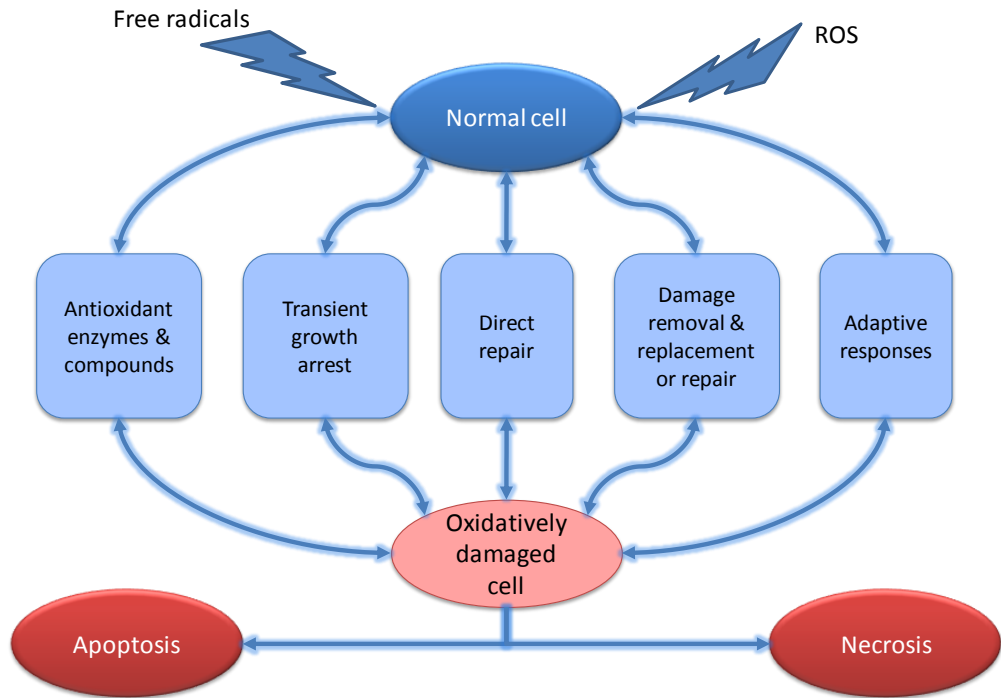 Free radicals
ROS
Normal cell
Antioxidant
enzymes &
compounds
Transient
growth
arrest
Direct
repair
Damage
removal &
replacement
or repair
Adaptive
responses
Oxidatively
damaged
cell
Apoptosis
Necrosis